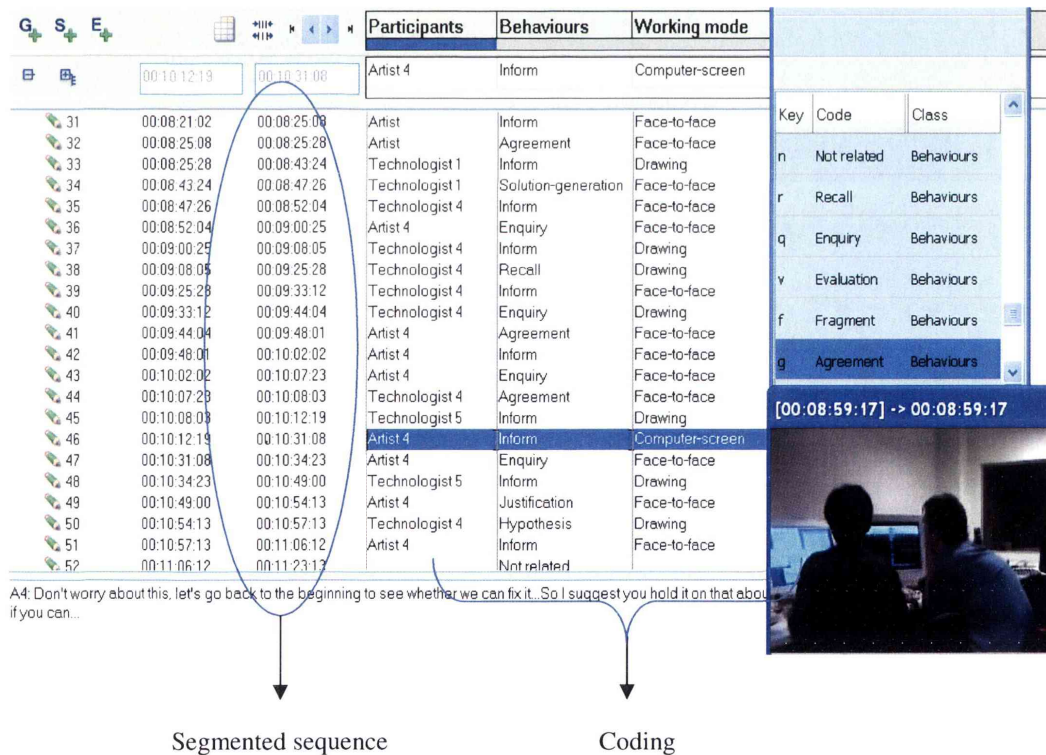 G S E Participants Behaviours Working mode
00:10:12:19 00:10:31:08 Artist 4 Inform Computer-screen
31 00:08:21:02 00:08:25:08 Artist Inform Face-to-face
32 00:08:25:08 00:08:25:28 Artist Agreement Face-to-face
33 00:08:25:28 00:08:43:24 Technologist 1 Inform Drawing
34 00:08:43:24 00:08:47:26 Technologist 1 Solution-generation Face-to-face
35 00:08:47:26 00:08:52:04 Technologist 4 Inform Face-to-face
36 00:08:52:04 00:09:00:25 Artist 4 Enquiry Face-to-face
37 00:09:00:25 00:09:08:05 Technologist 4 Inform Drawing
38 00:09:08:05 00:09:25:28 Technologist 4 Recall Drawing
39 00:09:25:28 00:09:33:12 Technologist 4 Inform Face-to-face
40 00:09:33:12 00:09:44:04 Technologist 4 Enquiry Drawing
41 00:09:44:04 00:09:48:01 Artist 4 Agreement Face-to-face
42 00:09:48:01 00:10:02:02 Artist 4 Inform Face-to-face
43 00:10:02:02 00:10:07:23 Artist 4 Enquiry Face-to-face
44 00:10:07:23 00:10:08:03 Technologist 4 Agreement Face-to-face
45 00:10:08:03 00:10:12:19 Technologist 5 Inform Drawing
46 00:10:12:19 00:10:31:08 Artist 4 Inform Computer-screen
47 00:10:31:08 00:10:34:23 Artist 4 Enquiry Face-to-face
48 00:10:34:23 00:10:49:00 Technologist 5 Inform Drawing
49 00:10:49:00 00:10:54:13 Artist 4 Justification Face-to-face
50 00:10:54:13 00:10:57:13 Technologist 4 Hypothesis Drawing
51 00:10:57:13 00:11:06:12 Artist 4 Inform Face-to-face
52 00:11:06:12 00:11:23:13 Not related
A4: Don't worry about this, let's go back to the beginning to see whether we can fix it...So I suggest you hold it on that abou
if you can...
Key Code Class
n Not related Behaviours
r Recall Behaviours
q Enquiry Behaviours
v Evaluation Behaviours
f Fragment Behaviours
g Agreement Behaviours
[00:08:59:17] -> 00:08:59:17
Segmented sequence Coding